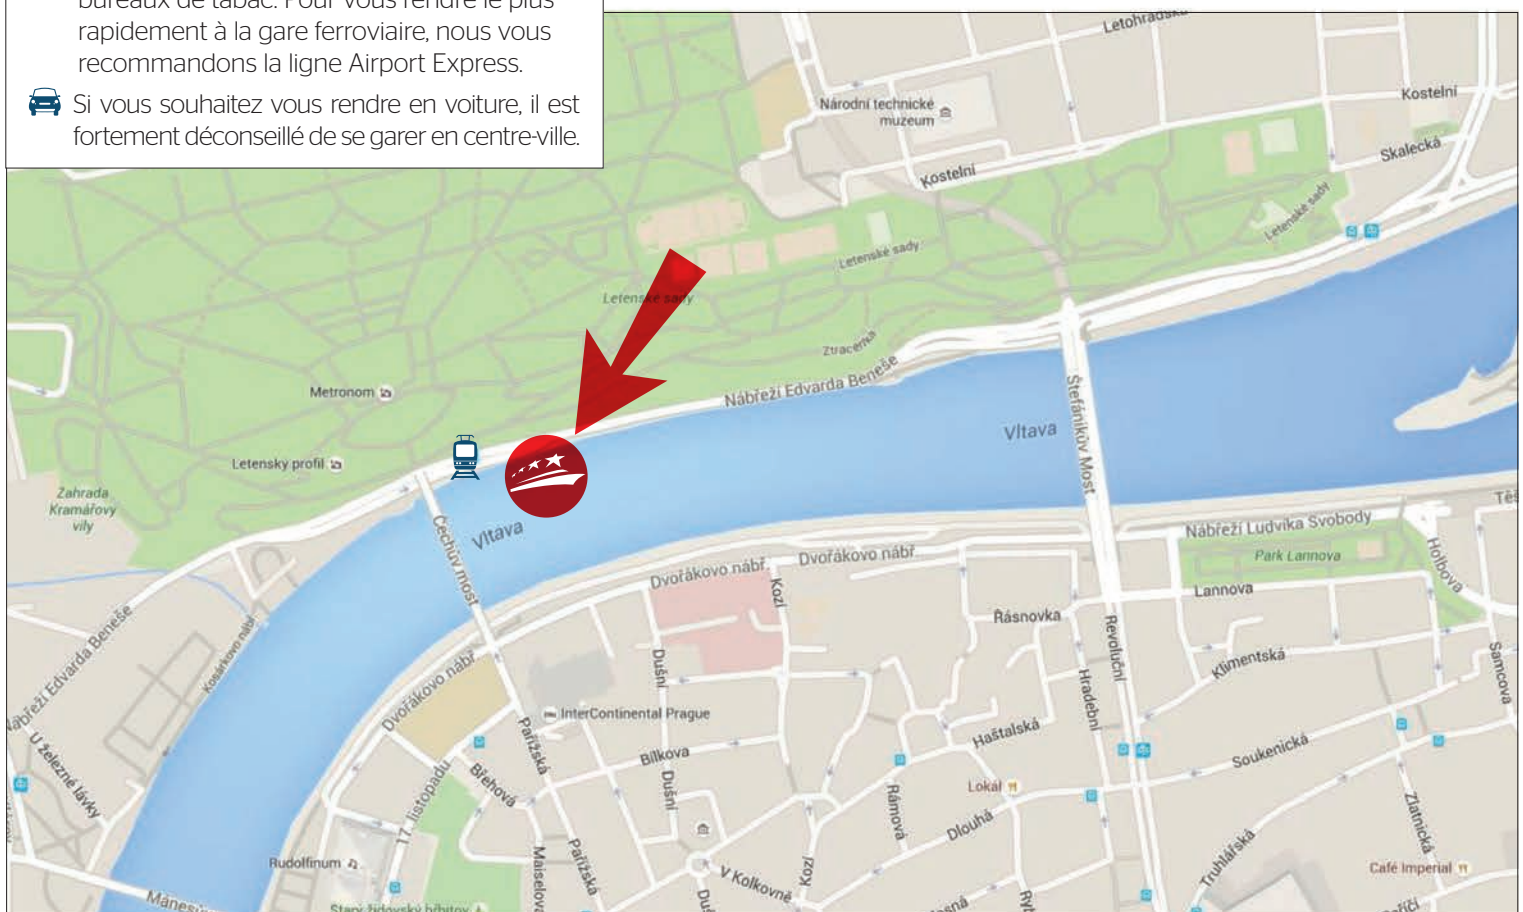 bureaux de tabac. Pour vous rendre le plus
rapidement à la gare ferroviaire, nous vous
recommandons la ligne Airport Express.
Si vous souhaitez vous rendre en voiture, il est
fortement déconseillé de se garer en centre-ville.
Letohradská
Národní technické
muzeum
Kostelní
Kostelní
Skalecká
Letenské sady
Letenské sady
Letenské sady
Ztracenka
Nábřeží Edvarda Beneše
Metronom
Letenský profil
Zahrada
Kramářovy
vily
Vltava
Vltava
Štefánikův Most
Čechův most
Nábřeží Ludvíka Svobody
Park Lannova
Lannova
Holbova
Dvořákovo nábř.
Dvořákovo nábř
Kozí
Řásnovka
Revoluční
Klimentská
Samcova
Nábřeží Edvarda Beneše
Kosárkovo nábř
Dvořákovo nábř.
Dušní
Hradební
InterContinental Prague
Pařížská
Haštalská
Soukenická
U železné lávky
Bílkova
Břehová
Dušní
17. listopadu
Lokál
Rámová
Dlouhá
Zlatnická
Truhlářská
Rudolfinum
Maiselova
Pařížská
V Kolkovně
Kozí
Café Imperial
Starý židovský hřbitov